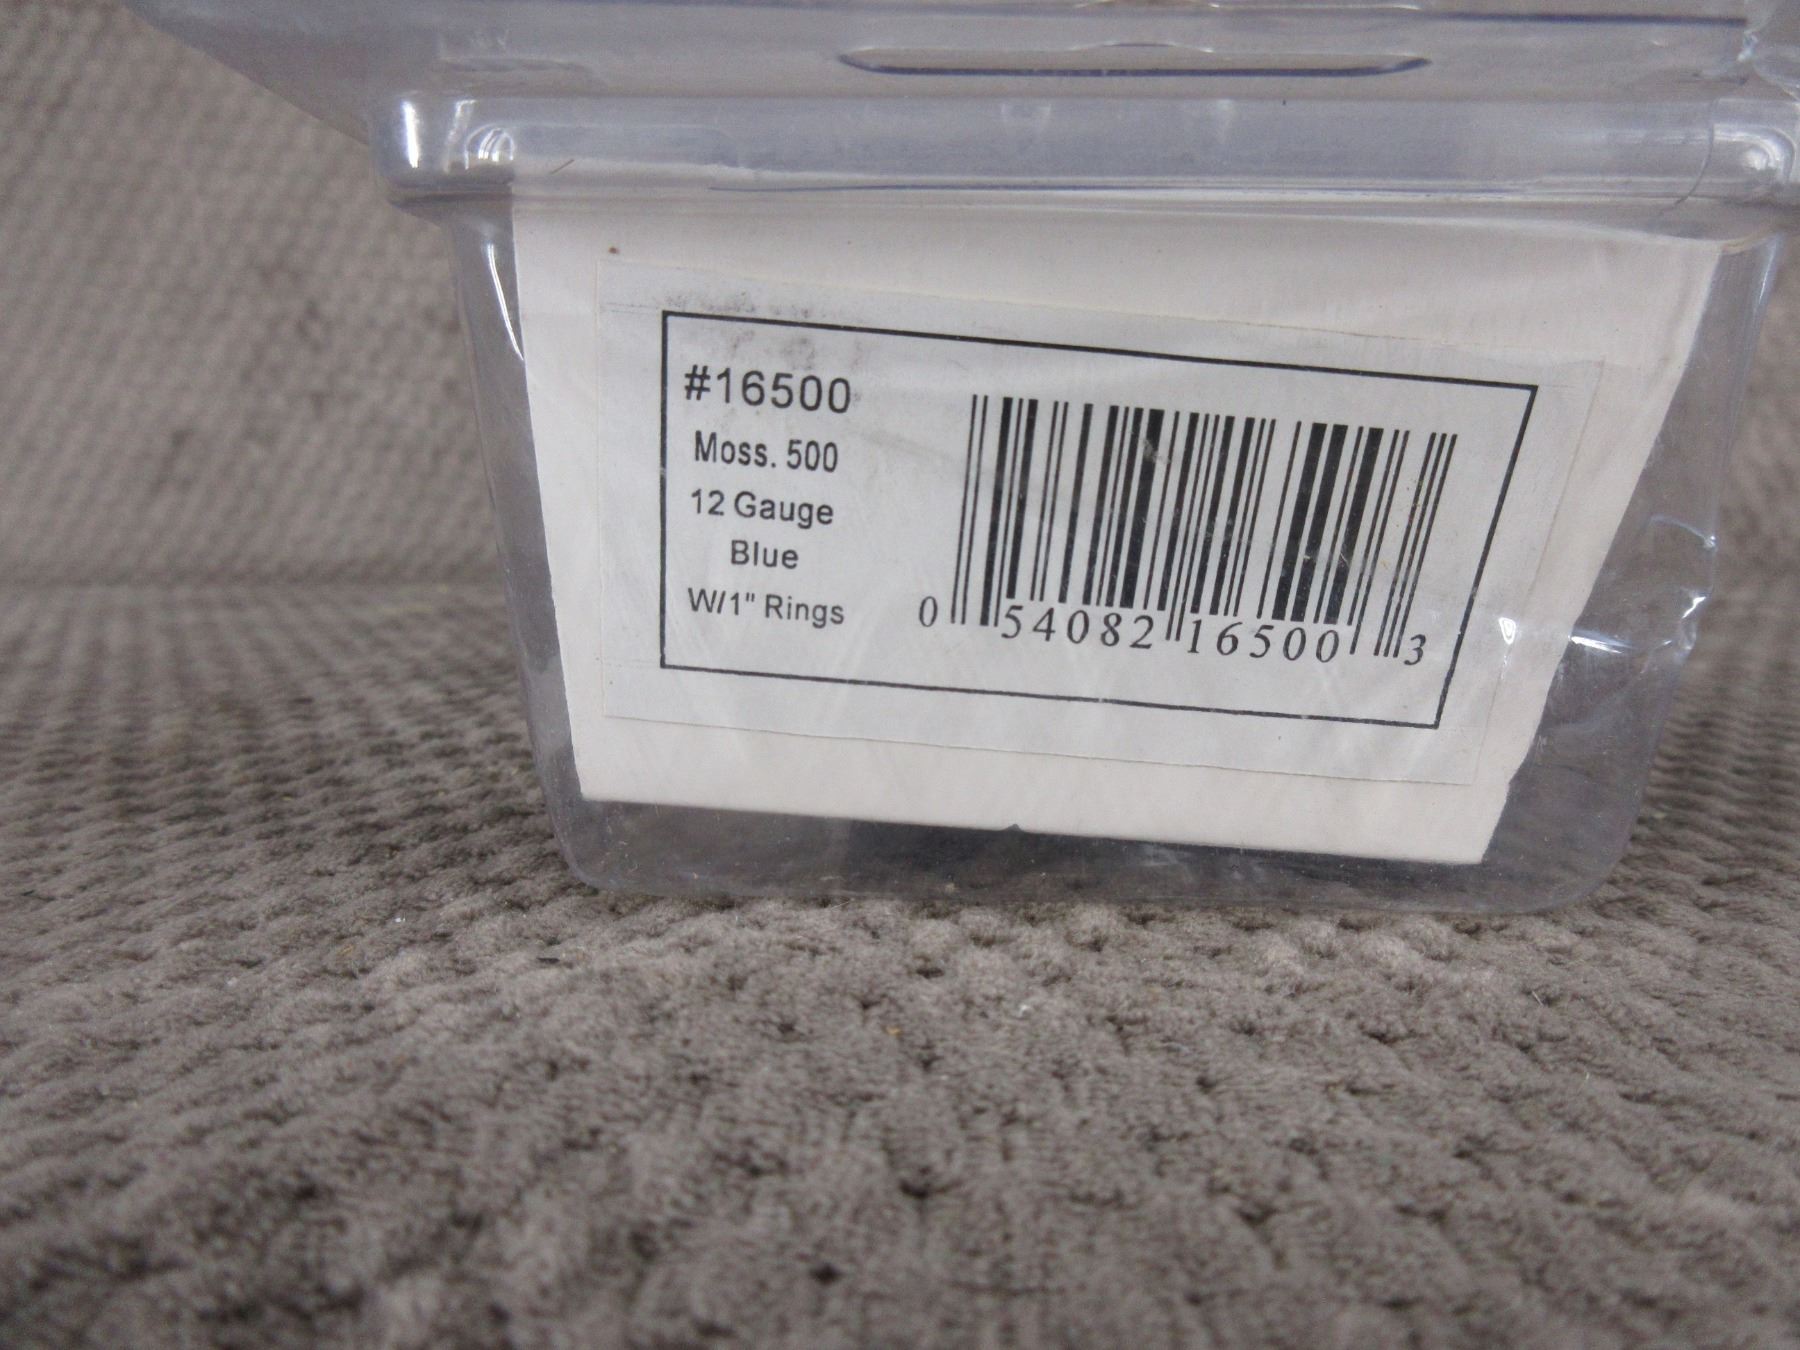 #16500
Moss. 500
12 Gauge
Blue
W/1" Rings
0 54082 16500 3